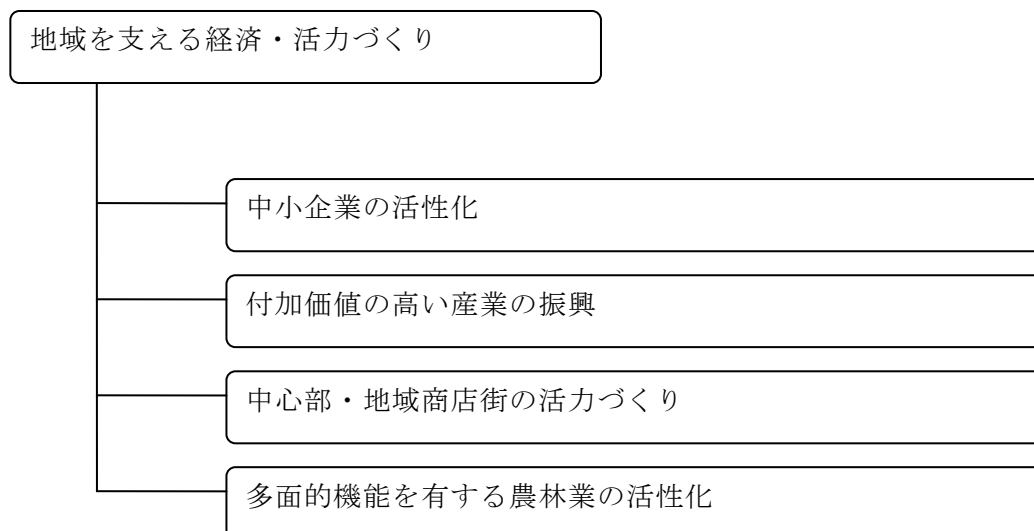 地域を支える経済・活力づくり
中小企業の活性化
付加価値の高い産業の振興
中心部・地域商店街の活力づくり
多面的機能を有する農林業の活性化